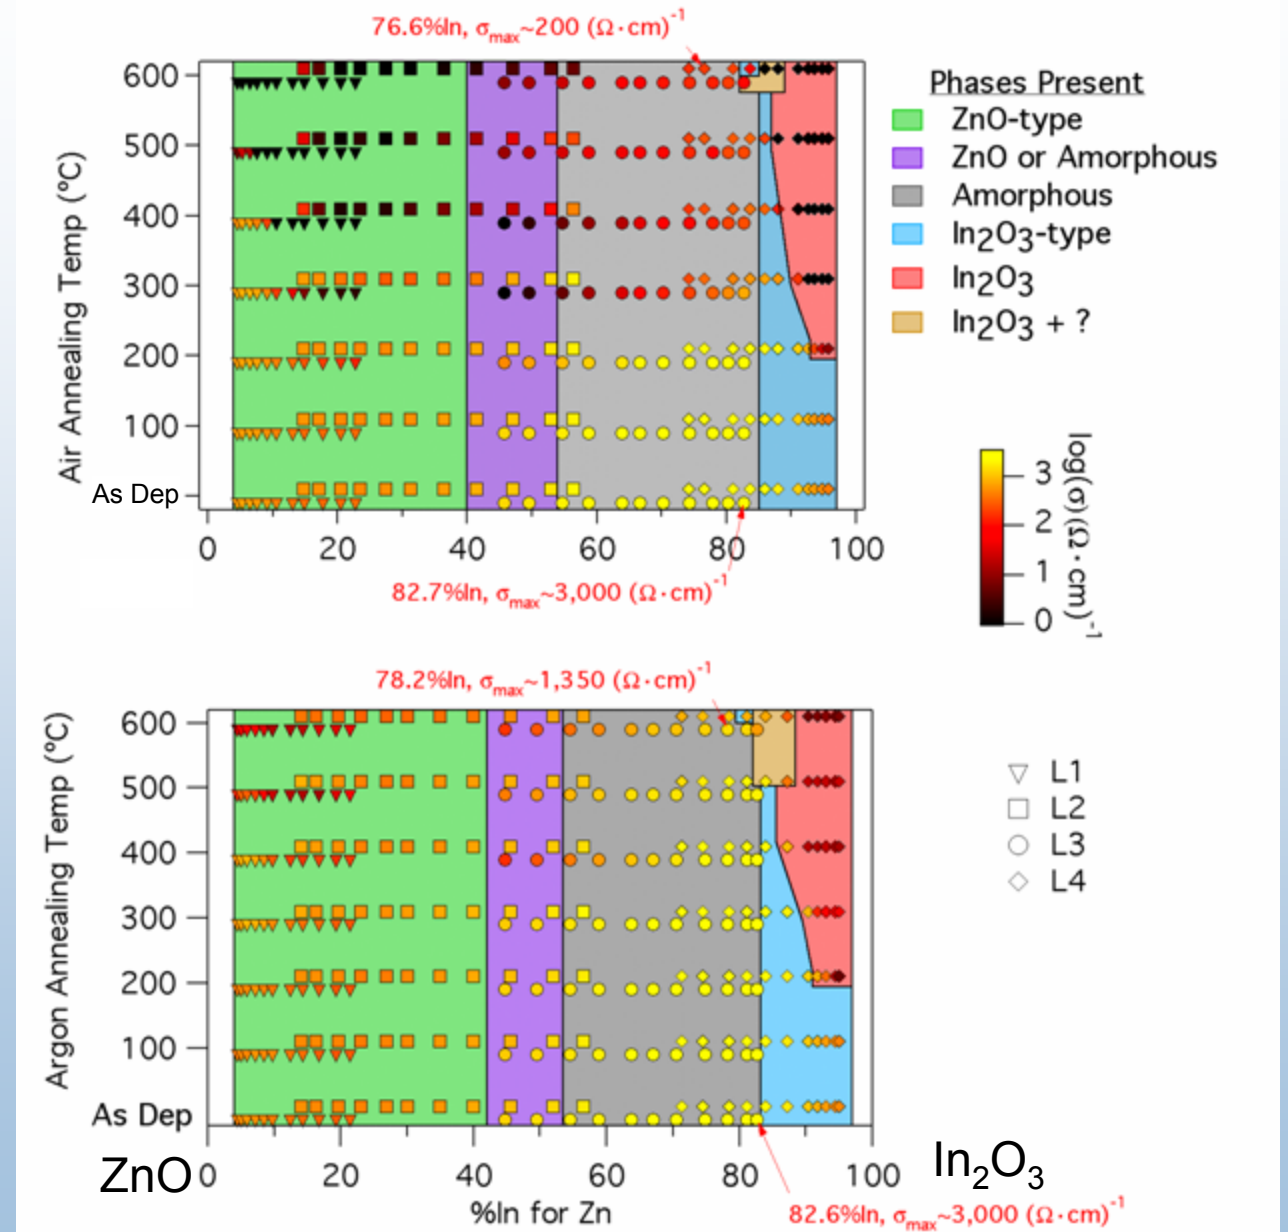 76.6%In, σmax~200 (Ω·cm)⁻¹
Air Annealing Temp (°C)
600
500
400
300
200
100
As Dep
0 20 40 60 80 100
82.7%In, σmax~3,000 (Ω·cm)⁻¹
Phases Present
ZnO-type
ZnO or Amorphous
Amorphous
In₂O₃-type
In₂O₃
In₂O₃ + ?
3
2
1
0
log(σ)(Ω·cm)⁻¹
78.2%In, σmax~1,350 (Ω·cm)⁻¹
Argon Annealing Temp (°C)
600
500
400
300
200
100
As Dep
L1
L2
L3
L4
ZnO 0 20 40 60 80 100 In₂O₃
%In for Zn
82.6%In, σmax~3,000 (Ω·cm)⁻¹